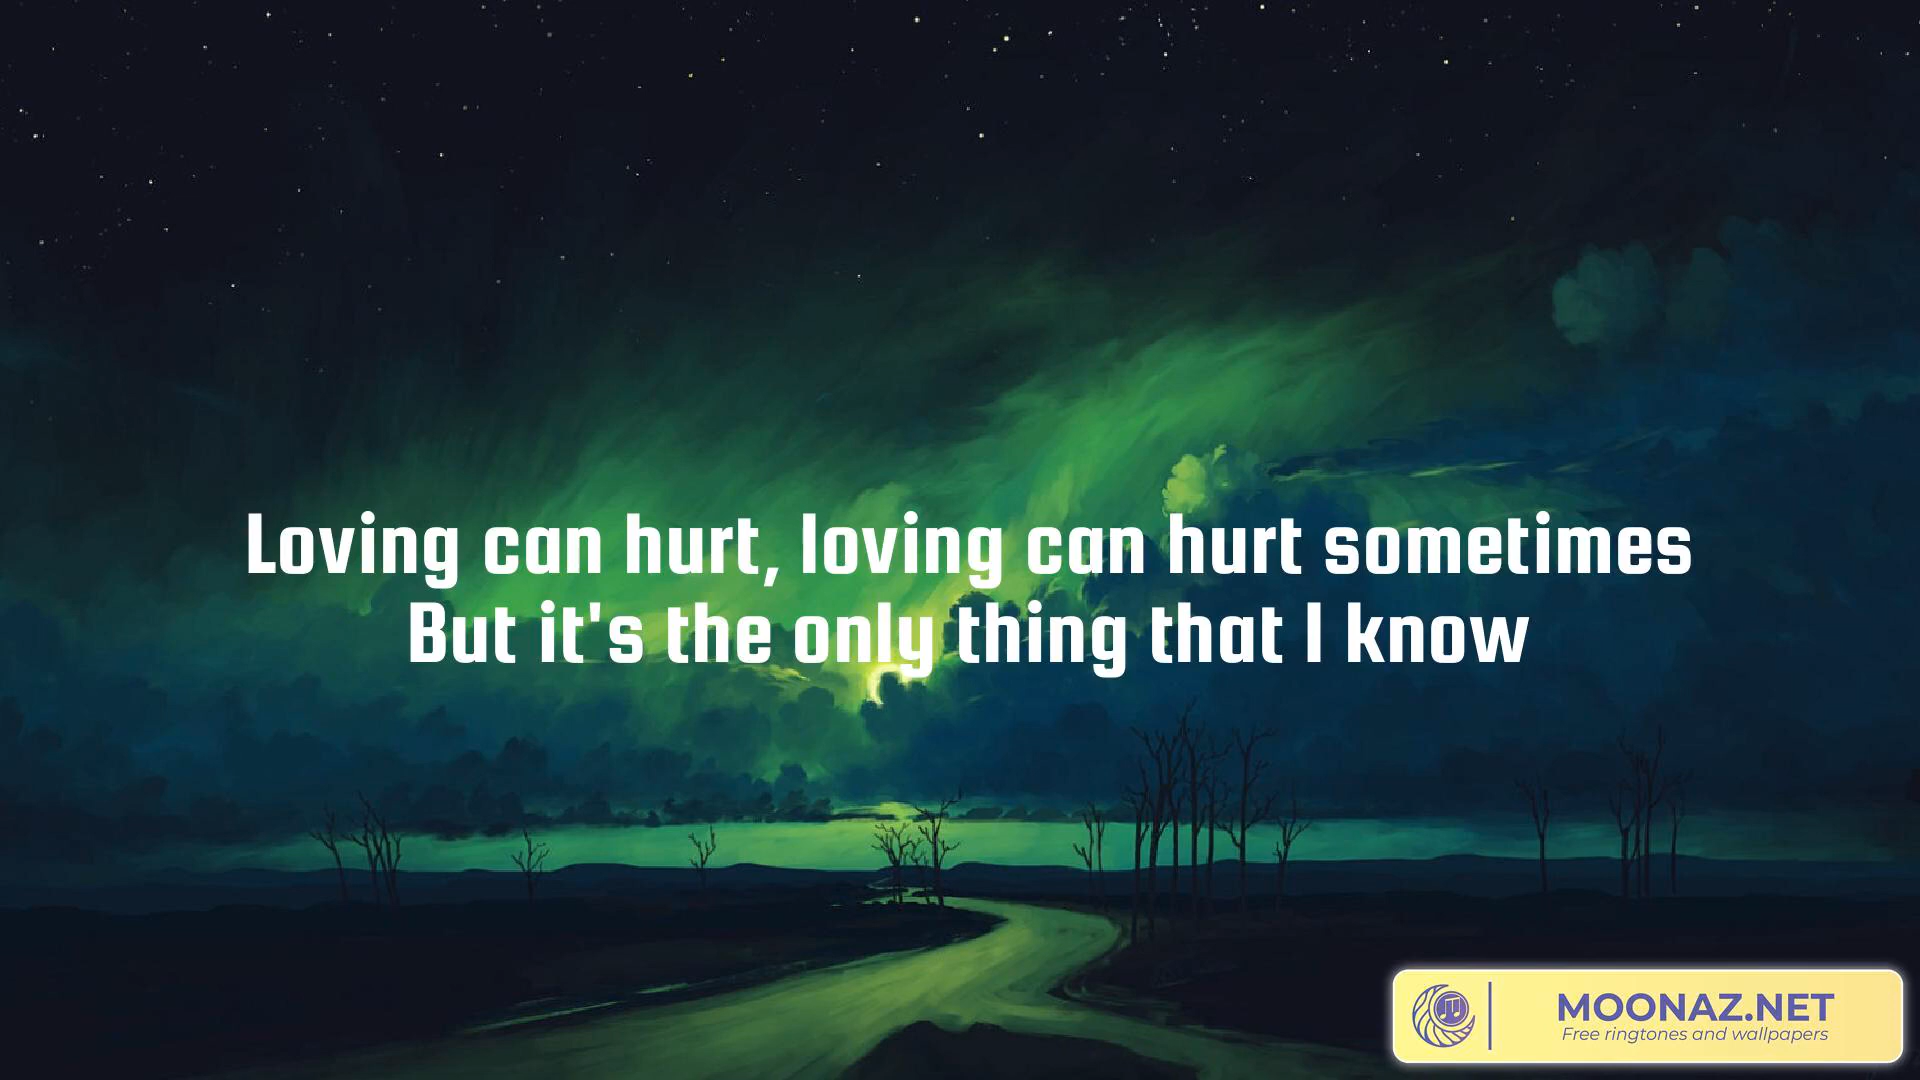 Loving can hurt, loving can hurt sometimes
But it's the only thing that I know
MOONAZ.NET
Free ringtones and wallpapers